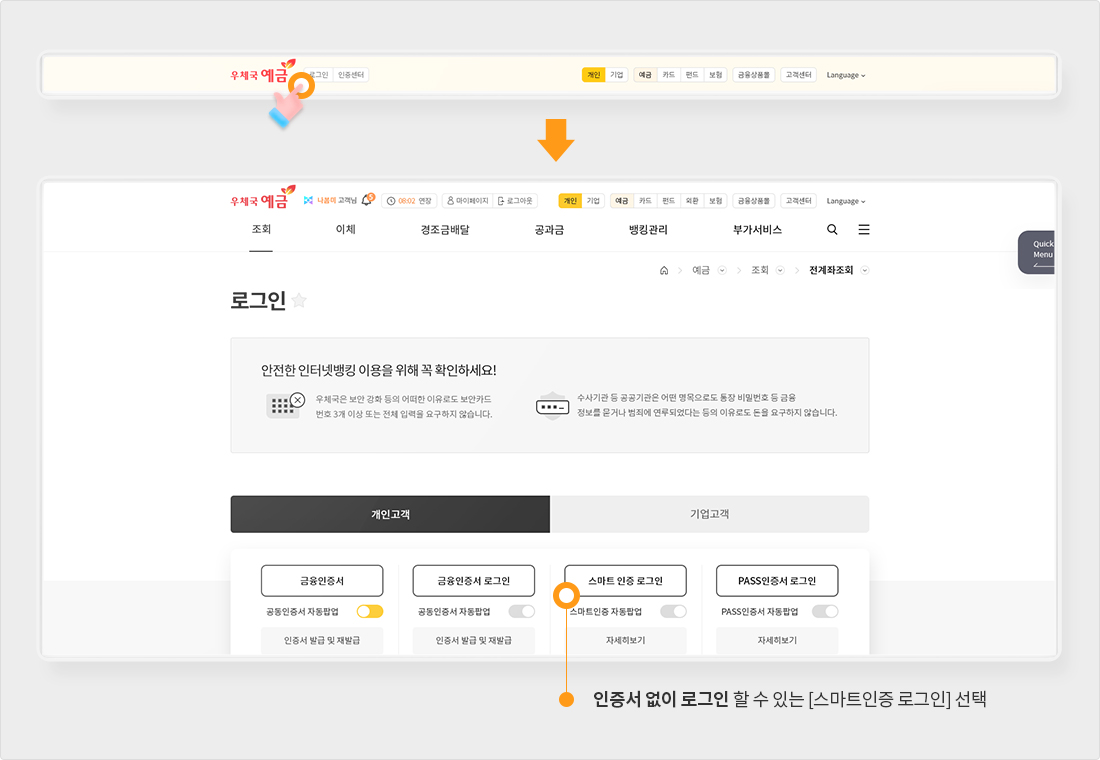 우체국 예금 로그인 인증센터 개인 기업 예금 카드 펀드 보험 금융상품몰 고객센터 Language
우체국 예금 나봄이 고객님 5 08:02 연장 마이페이지 로그아웃 개인 기업 예금 카드 펀드 외환 보험 금융상품몰 고객센터 Language
조회 이체 경조금배달 공과금 뱅킹관리 부가서비스
Quick
Menu
예금 조회 전계좌조회
로그인
안전한 인터넷뱅킹 이용을 위해 꼭 확인하세요!
우체국은 보안 강화 등의 어떠한 이유로도 보안카드
번호 3개 이상 또는 전체 입력을 요구하지 않습니다.
수사기관 등 공공기관은 어떤 명목으로도 통장 비밀번호 등 금융
정보를 묻거나 범죄에 연루되었다는 등의 이유로도 돈을 요구하지 않습니다.
개인고객 기업고객
금융인증서 금융인증서 로그인 스마트 인증 로그인 PASS인증서 로그인
공동인증서 자동팝업 공동인증서 자동팝업 스마트인증 자동팝업 PASS인증서 자동팝업
인증서 발급 및 재발급 인증서 발급 및 재발급 자세히보기 자세히보기
인증서 없이 로그인 할 수 있는 [스마트인증 로그인] 선택